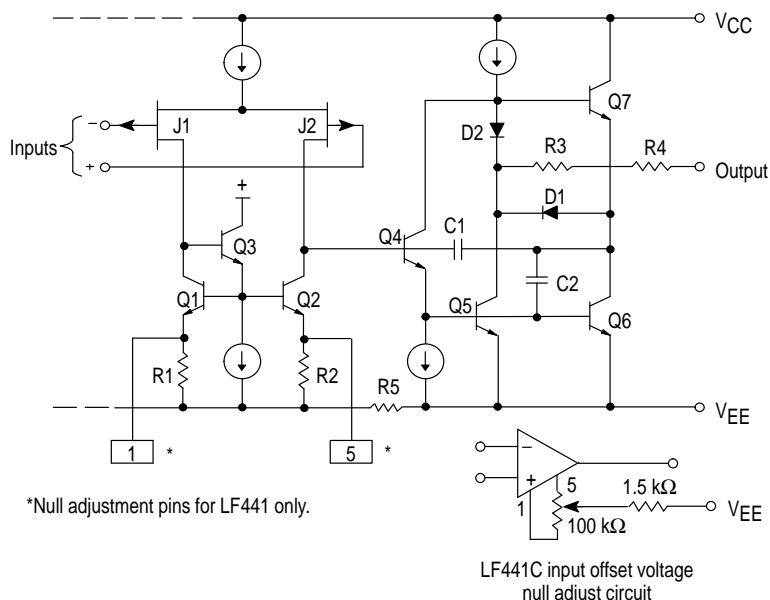 VCC
+
−
+
Inputs
J1
J2
Q3
Q1
Q2
R1
R2
R5
Q4
C1
Q5
D2
R3
R4
D1
C2
Q7
Q6
Output
VEE
1
*
5
*
*Null adjustment pins for LF441 only.
−
+
1
5
100 kΩ
1.5 kΩ
VEE
LF441C input offset voltage
null adjust circuit